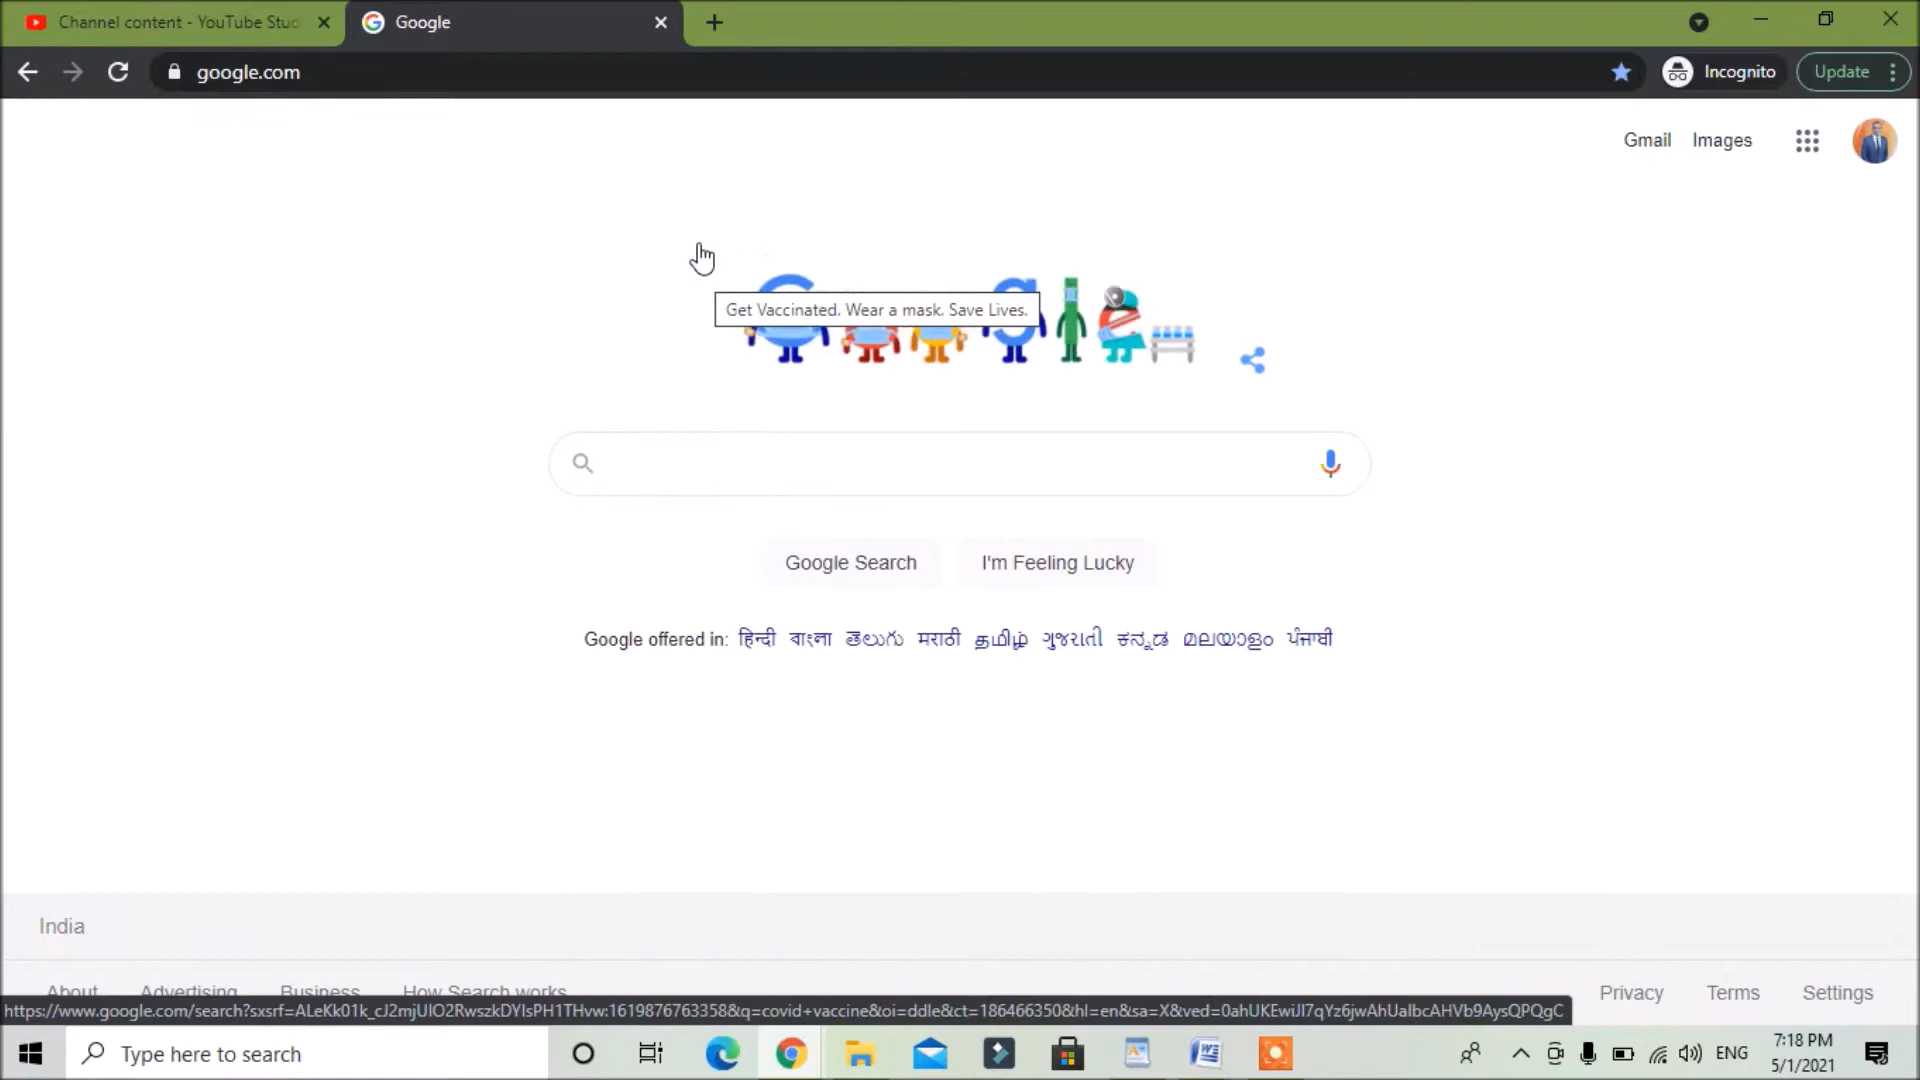 Channel content - YouTube Stud
Google
google.com
Incognito
Update
Gmail Images
Get Vaccinated. Wear a mask. Save Lives.
Google Search
I'm Feeling Lucky
Google offered in: हिन्दी বাংলা తెలుగు मराठी தமிழ் ગુજરાતી ಕನ್ನಡ മലയാളം ਪੰਜਾਬੀ
India
About Advertising Business How Search works
Privacy Terms Settings
https://www.google.com/search?sxsrf=ALeKk01k_cJ2mjUIO2RwszkDYIsPH1THvw:1619876763358&q=covid+vaccine&oi=ddle&ct=186466350&hl=en&sa=X&ved=0ahUKEwiJl7qYz6jwAhUaIbcAHVb9AysQPQgC
Type here to search
ENG
7:18 PM
5/1/2021